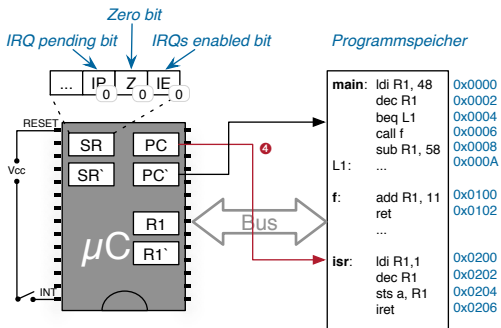 Zero bit
IRQ pending bit
IRQs enabled bit
Programmspeicher
... IP Z IE
0 0 0
RESET
Vcc
INT
SR PC
SR` PC`
R1
R1`
µC
4
Bus
main: ldi R1, 48 0x0000
dec R1 0x0002
beq L1 0x0004
call f 0x0006
sub R1, 58 0x0008
L1: ... 0x000A
f: add R1, 11 0x0100
ret 0x0102
...
isr: ldi R1,1 0x0200
dec R1 0x0202
sts a, R1 0x0204
iret 0x0206